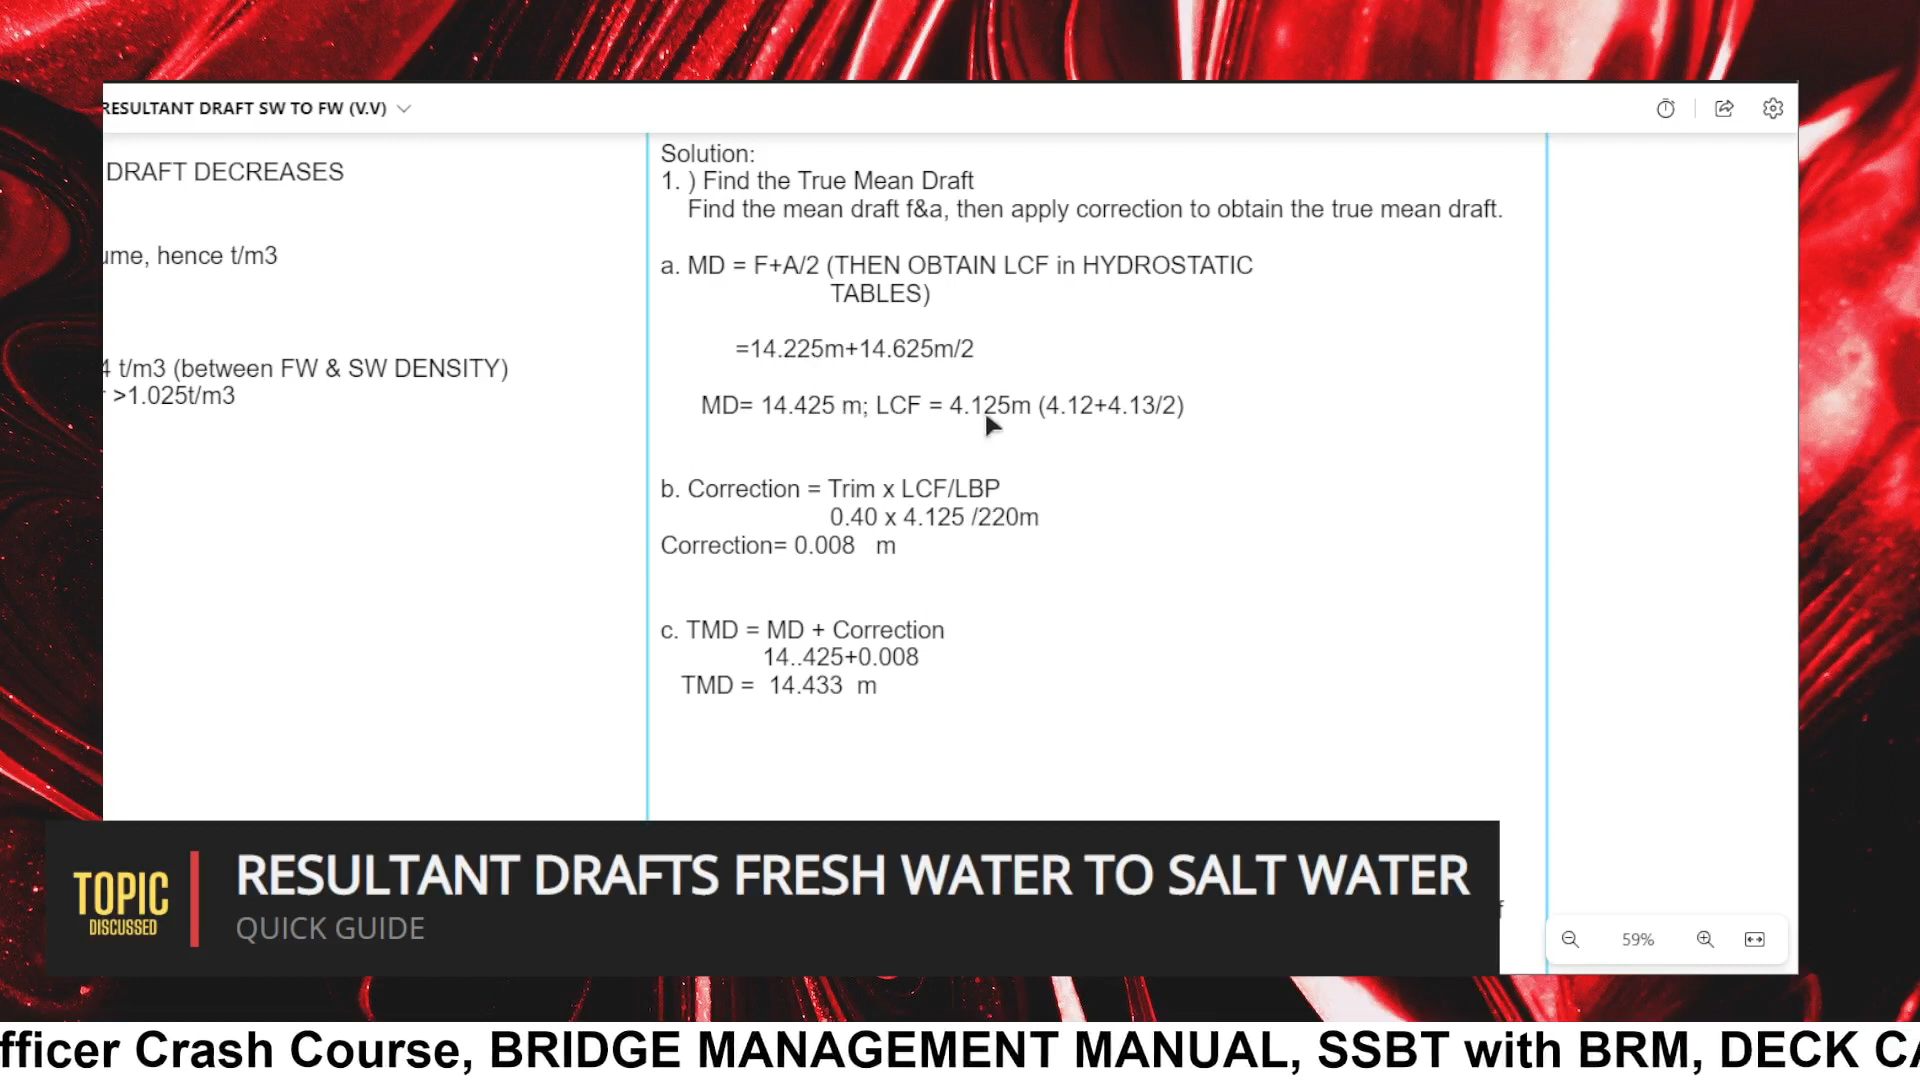 RESULTANT DRAFT SW TO FW (V.V)
DRAFT DECREASES
hence t/m3
t/m3 (between FW & SW DENSITY)
>1.025t/m3
Solution:
1. ) Find the True Mean Draft
Find the mean draft f&a, then apply correction to obtain the true mean draft.
a. MD = F+A/2 (THEN OBTAIN LCF in HYDROSTATIC
TABLES)
=14.225m+14.625m/2
MD= 14.425 m; LCF = 4.125m (4.12+4.13/2)
b. Correction = Trim x LCF/LBP
0.40 x 4.125 /220m
Correction= 0.008 m
c. TMD = MD + Correction
14..425+0.008
TMD = 14.433 m
TOPIC
DISCUSSED
RESULTANT DRAFTS FRESH WATER TO SALT WATER
QUICK GUIDE
59%
fficer Crash Course, BRIDGE MANAGEMENT MANUAL, SSBT with BRM, DECK CA